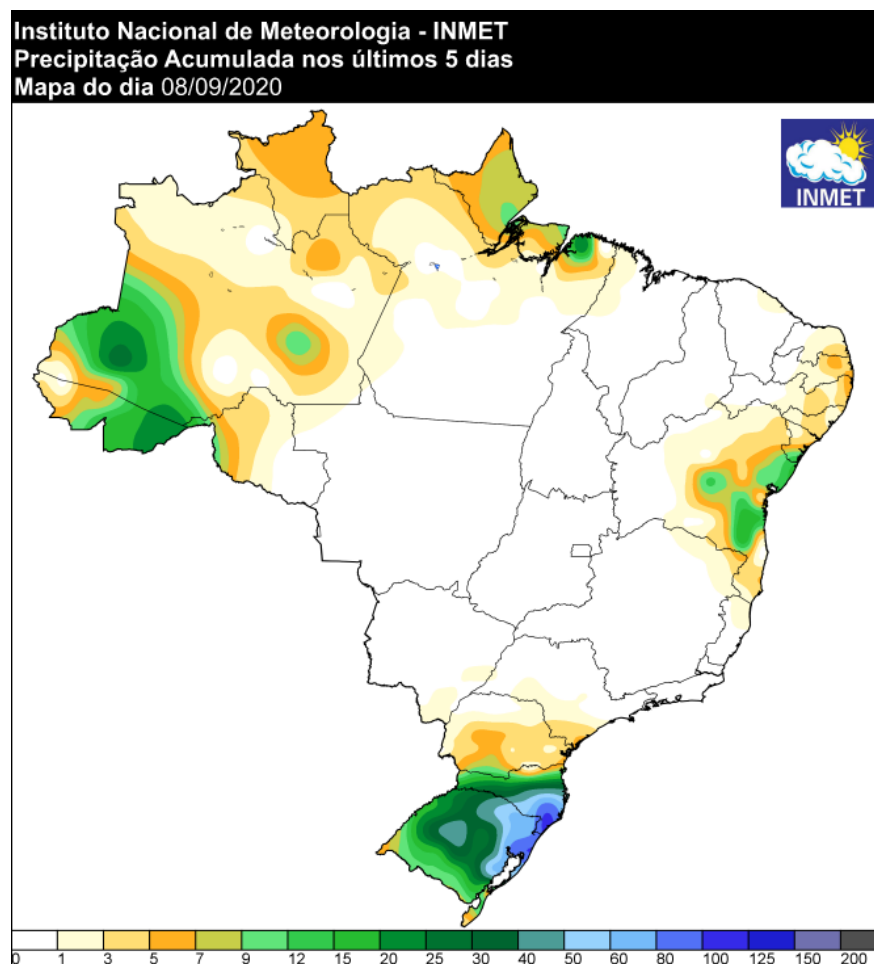 Instituto Nacional de Meteorologia - INMET
Precipitação Acumulada nos últimos 5 dias
Mapa do dia 08/09/2020
INMET
0 1 3 5 7 9 12 15 20 25 30 40 50 60 80 100 125 150 200